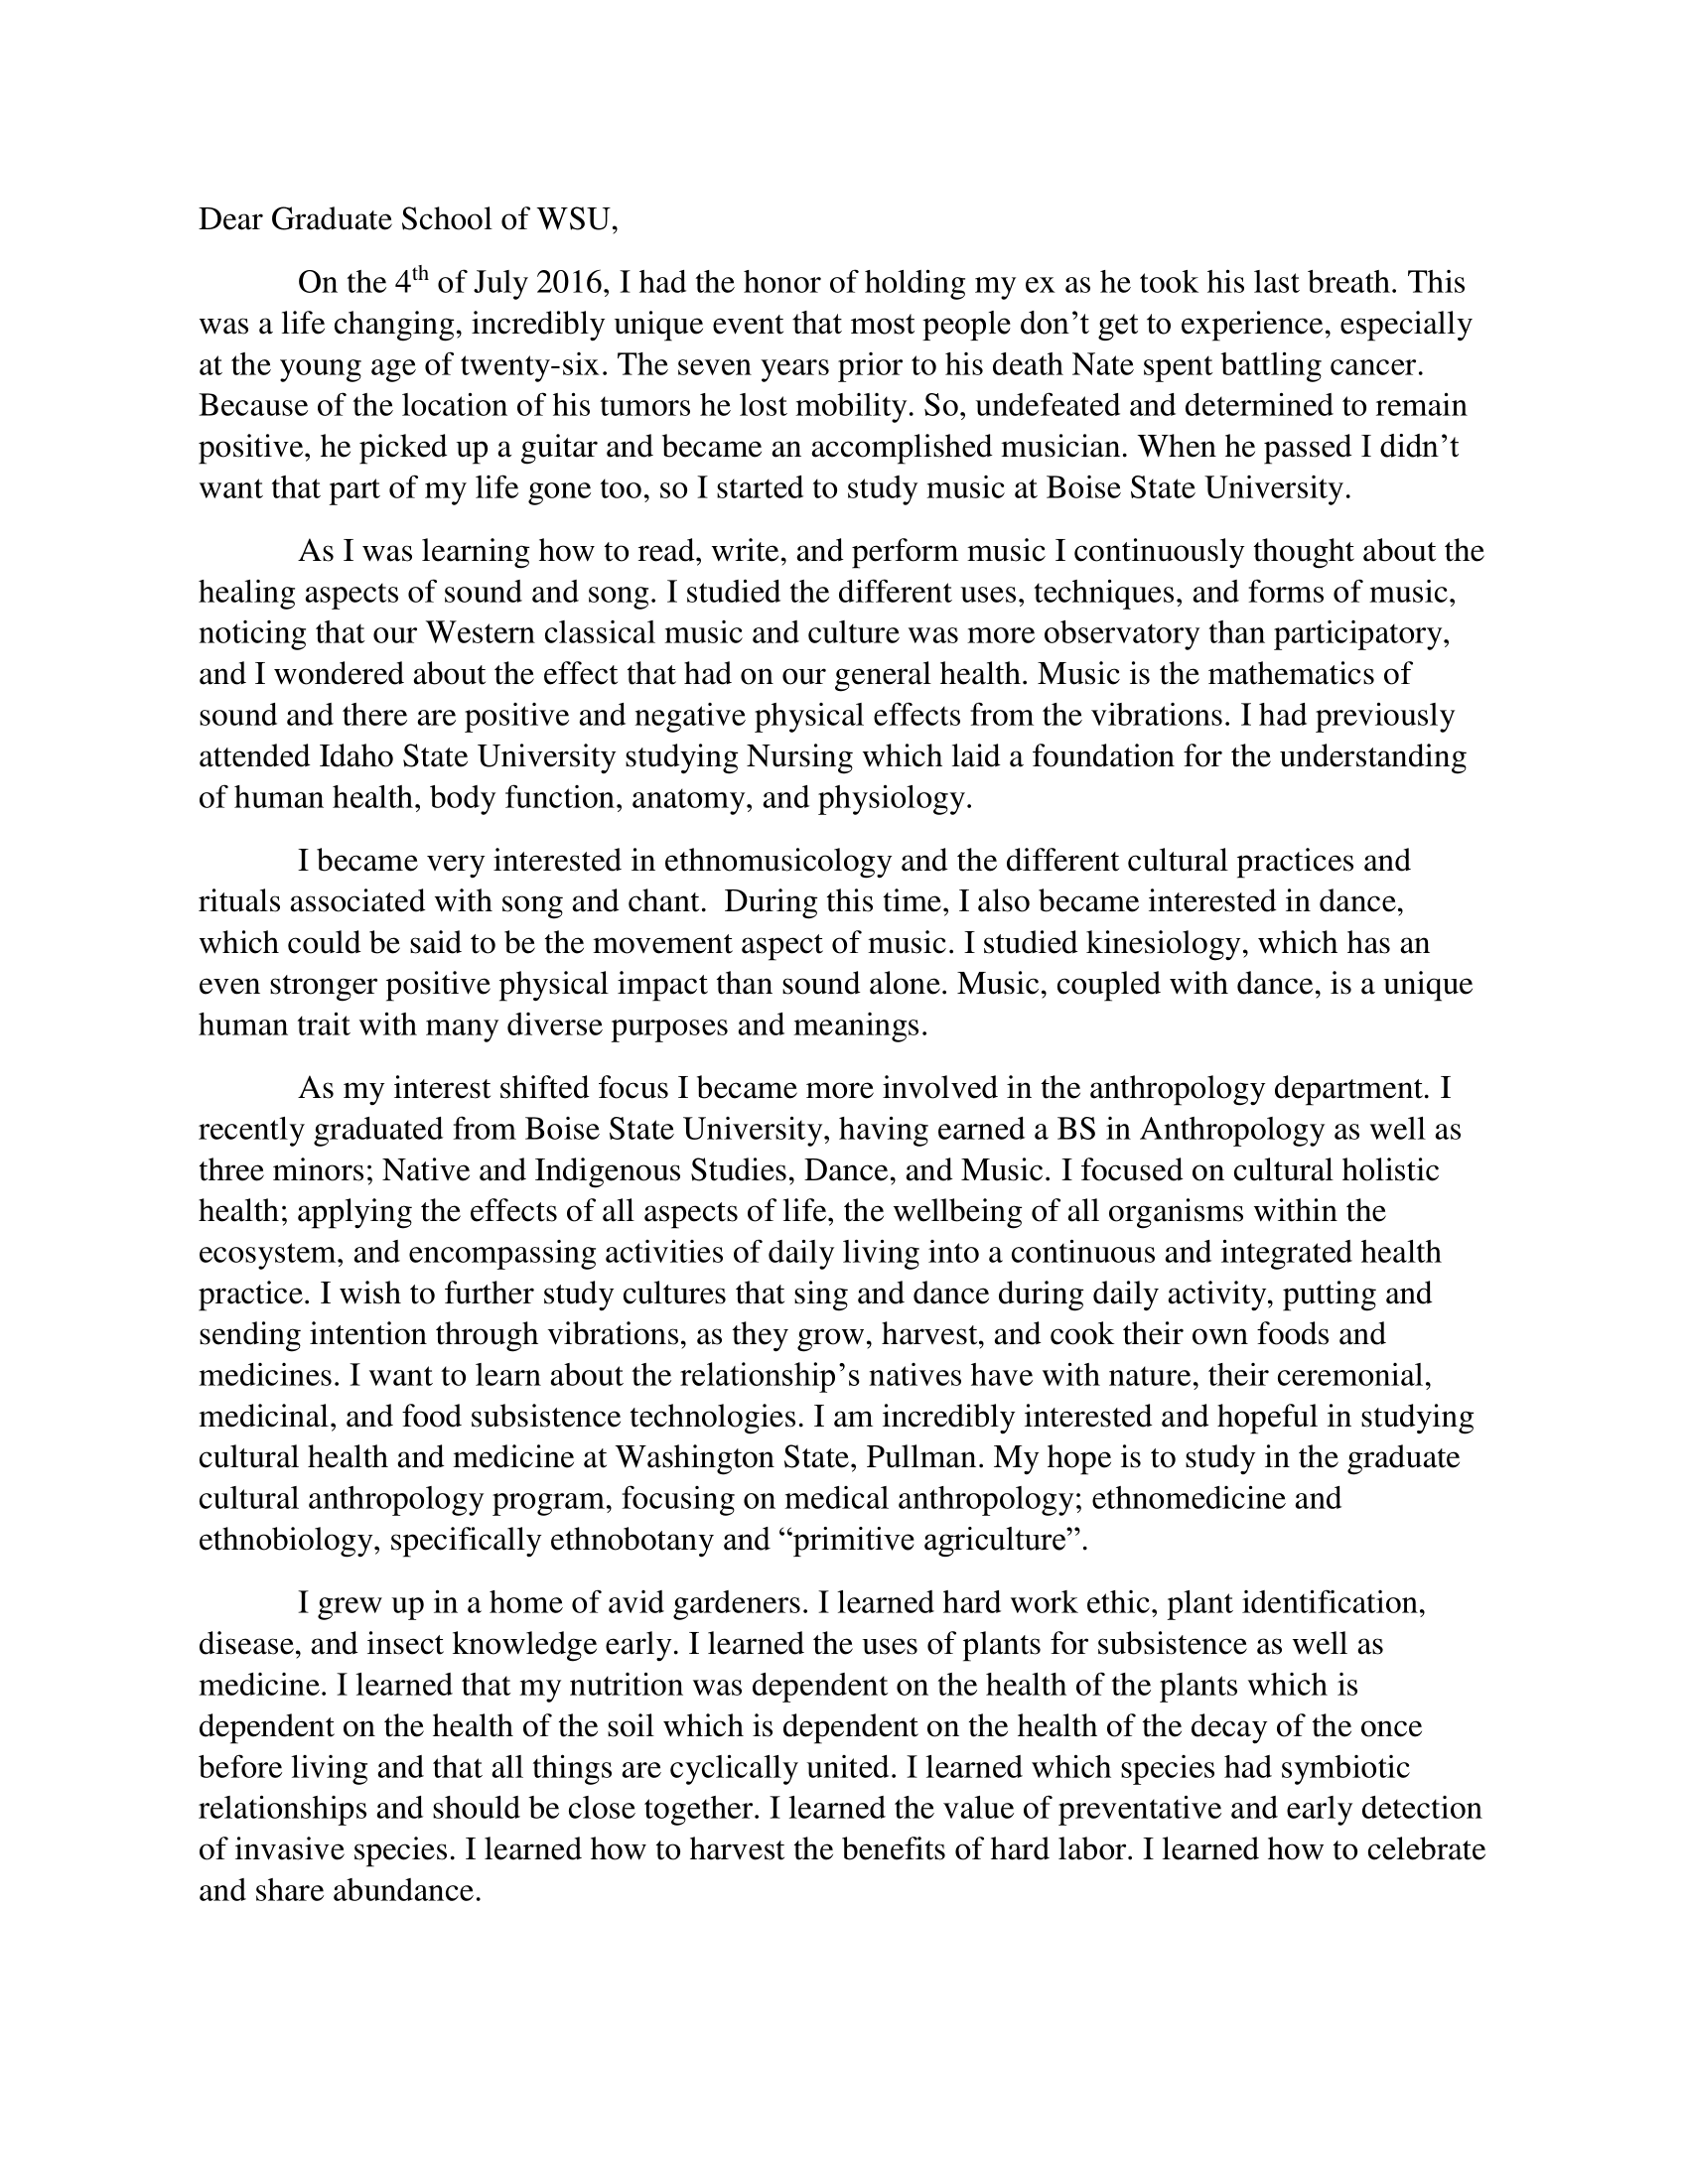 Dear Graduate School of WSU,
On the 4th of July 2016, I had the honor of holding my ex as he took his last breath. This
was a life changing, incredibly unique event that most people don’t get to experience, especially
at the young age of twenty-six. The seven years prior to his death Nate spent battling cancer.
Because of the location of his tumors he lost mobility. So, undefeated and determined to remain
positive, he picked up a guitar and became an accomplished musician. When he passed I didn’t
want that part of my life gone too, so I started to study music at Boise State University.
As I was learning how to read, write, and perform music I continuously thought about the
healing aspects of sound and song. I studied the different uses, techniques, and forms of music,
noticing that our Western classical music and culture was more observatory than participatory,
and I wondered about the effect that had on our general health. Music is the mathematics of
sound and there are positive and negative physical effects from the vibrations. I had previously
attended Idaho State University studying Nursing which laid a foundation for the understanding
of human health, body function, anatomy, and physiology.
I became very interested in ethnomusicology and the different cultural practices and
rituals associated with song and chant.  During this time, I also became interested in dance,
which could be said to be the movement aspect of music. I studied kinesiology, which has an
even stronger positive physical impact than sound alone. Music, coupled with dance, is a unique
human trait with many diverse purposes and meanings.
As my interest shifted focus I became more involved in the anthropology department. I
recently graduated from Boise State University, having earned a BS in Anthropology as well as
three minors; Native and Indigenous Studies, Dance, and Music. I focused on cultural holistic
health; applying the effects of all aspects of life, the wellbeing of all organisms within the
ecosystem, and encompassing activities of daily living into a continuous and integrated health
practice. I wish to further study cultures that sing and dance during daily activity, putting and
sending intention through vibrations, as they grow, harvest, and cook their own foods and
medicines. I want to learn about the relationship’s natives have with nature, their ceremonial,
medicinal, and food subsistence technologies. I am incredibly interested and hopeful in studying
cultural health and medicine at Washington State, Pullman. My hope is to study in the graduate
cultural anthropology program, focusing on medical anthropology; ethnomedicine and
ethnobiology, specifically ethnobotany and “primitive agriculture”.
I grew up in a home of avid gardeners. I learned hard work ethic, plant identification,
disease, and insect knowledge early. I learned the uses of plants for subsistence as well as
medicine. I learned that my nutrition was dependent on the health of the plants which is
dependent on the health of the soil which is dependent on the health of the decay of the once
before living and that all things are cyclically united. I learned which species had symbiotic
relationships and should be close together. I learned the value of preventative and early detection
of invasive species. I learned how to harvest the benefits of hard labor. I learned how to celebrate
and share abundance.